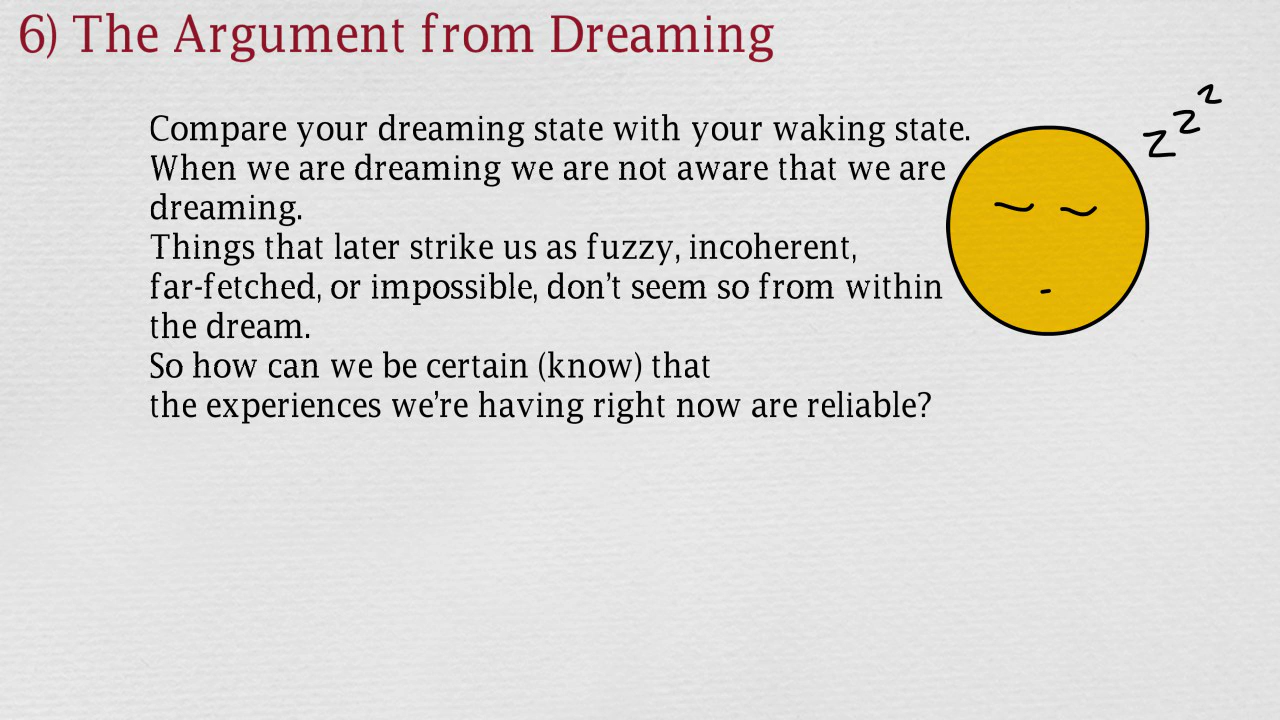 6) The Argument from Dreaming
z z z
Compare your dreaming state with your waking state.
When we are dreaming we are not aware that we are
dreaming.
Things that later strike us as fuzzy, incoherent,
far-fetched, or impossible, don’t seem so from within
the dream.
So how can we be certain (know) that
the experiences we’re having right now are reliable?